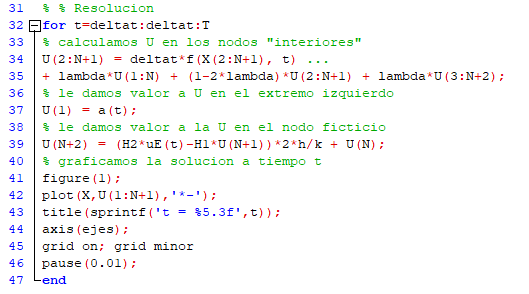 31 % % Resolucion
32 for t=deltat:deltat:T
33 % calculamos U en los nodos "interiores"
34 U(2:N+1) = deltat*f(X(2:N+1), t) ...
35 + lambda*U(1:N) + (1-2*lambda)*U(2:N+1) + lambda*U(3:N+2);
36 % le damos valor a U en el extremo izquierdo
37 U(1) = a(t);
38 % le damos valor a la U en el nodo ficticio
39 U(N+2) = (H2*uE(t)-H1*U(N+1))*2*h/k + U(N);
40 % graficamos la solucion a tiempo t
41 figure(1);
42 plot(X,U(1:N+1),'*-');
43 title(sprintf('t = %5.3f',t));
44 axis(ejes);
45 grid on; grid minor
46 pause(0.01);
47 end